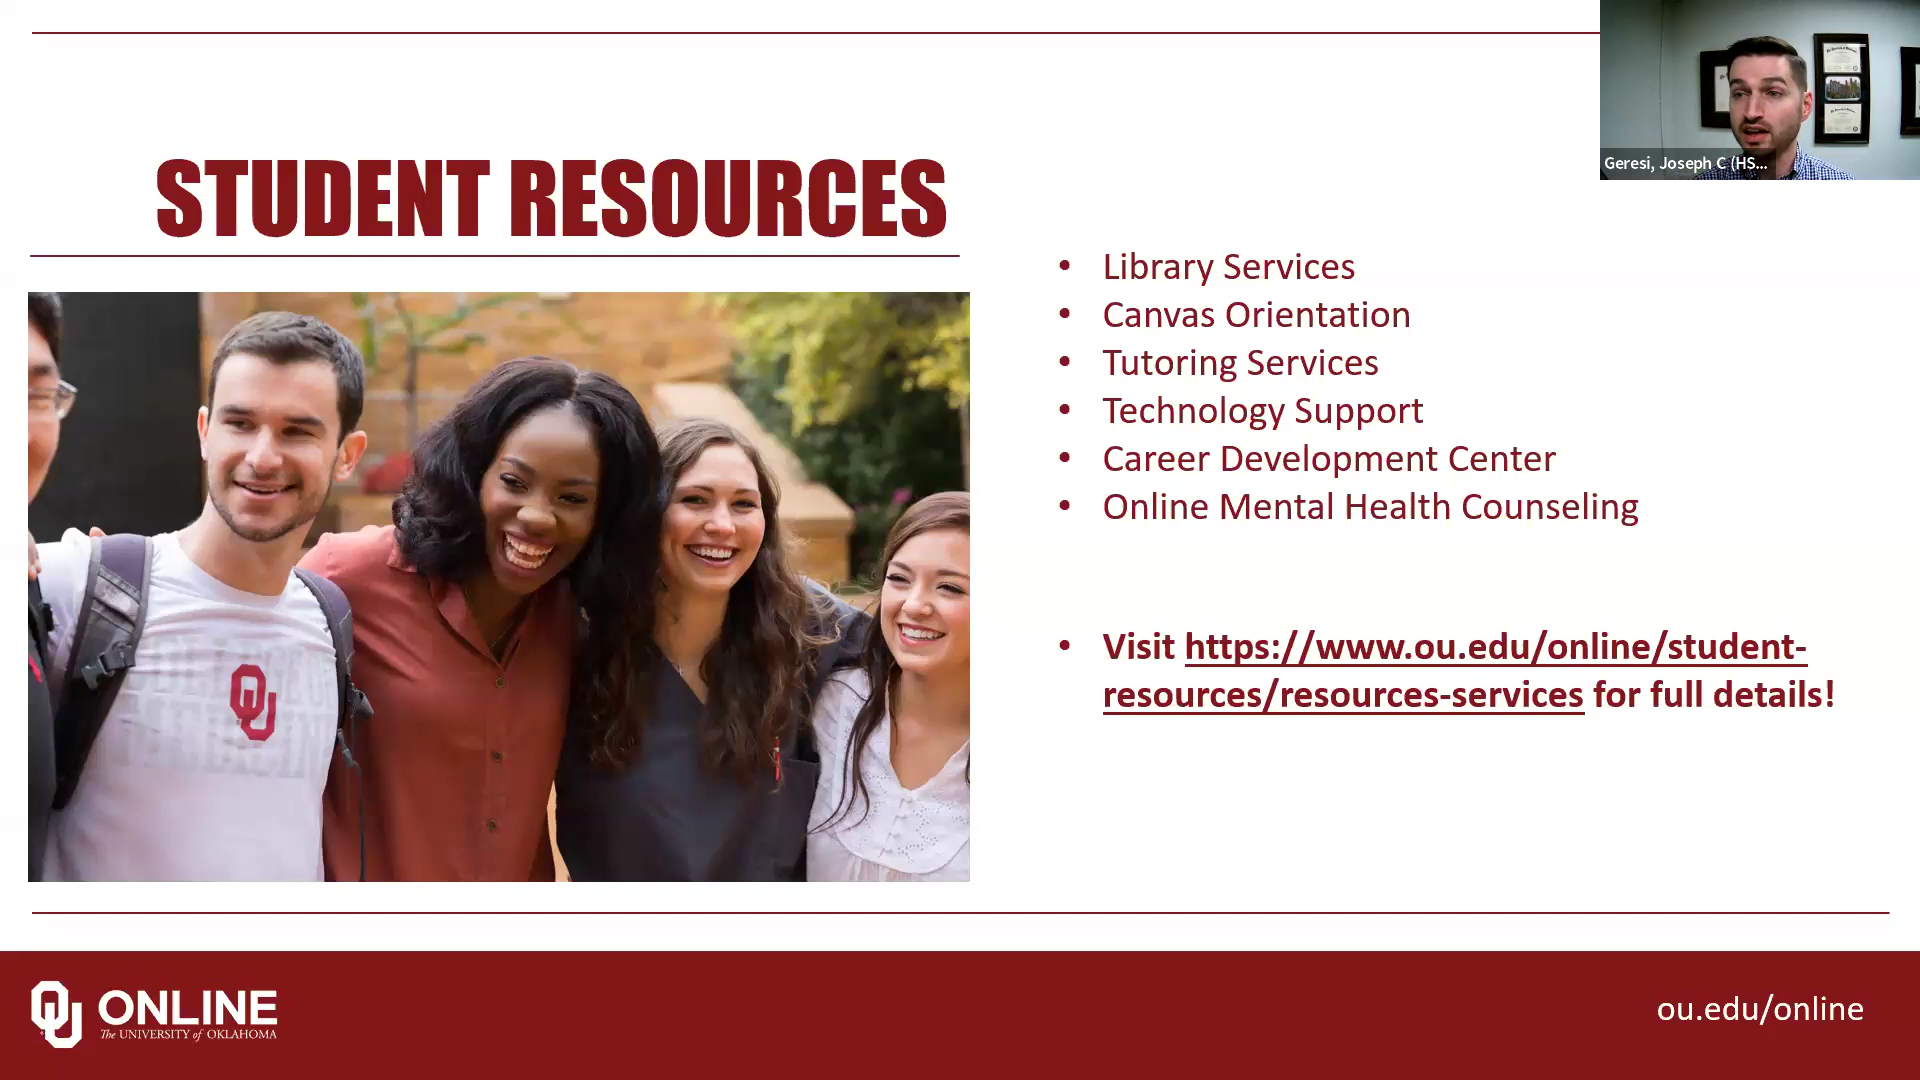 Geresi, Joseph C (HS...
STUDENT RESOURCES
• Library Services
• Canvas Orientation
• Tutoring Services
• Technology Support
• Career Development Center
• Online Mental Health Counseling
• Visit https://www.ou.edu/online/student-
resources/resources-services for full details!
OU
OU ONLINE
The UNIVERSITY of OKLAHOMA
ou.edu/online